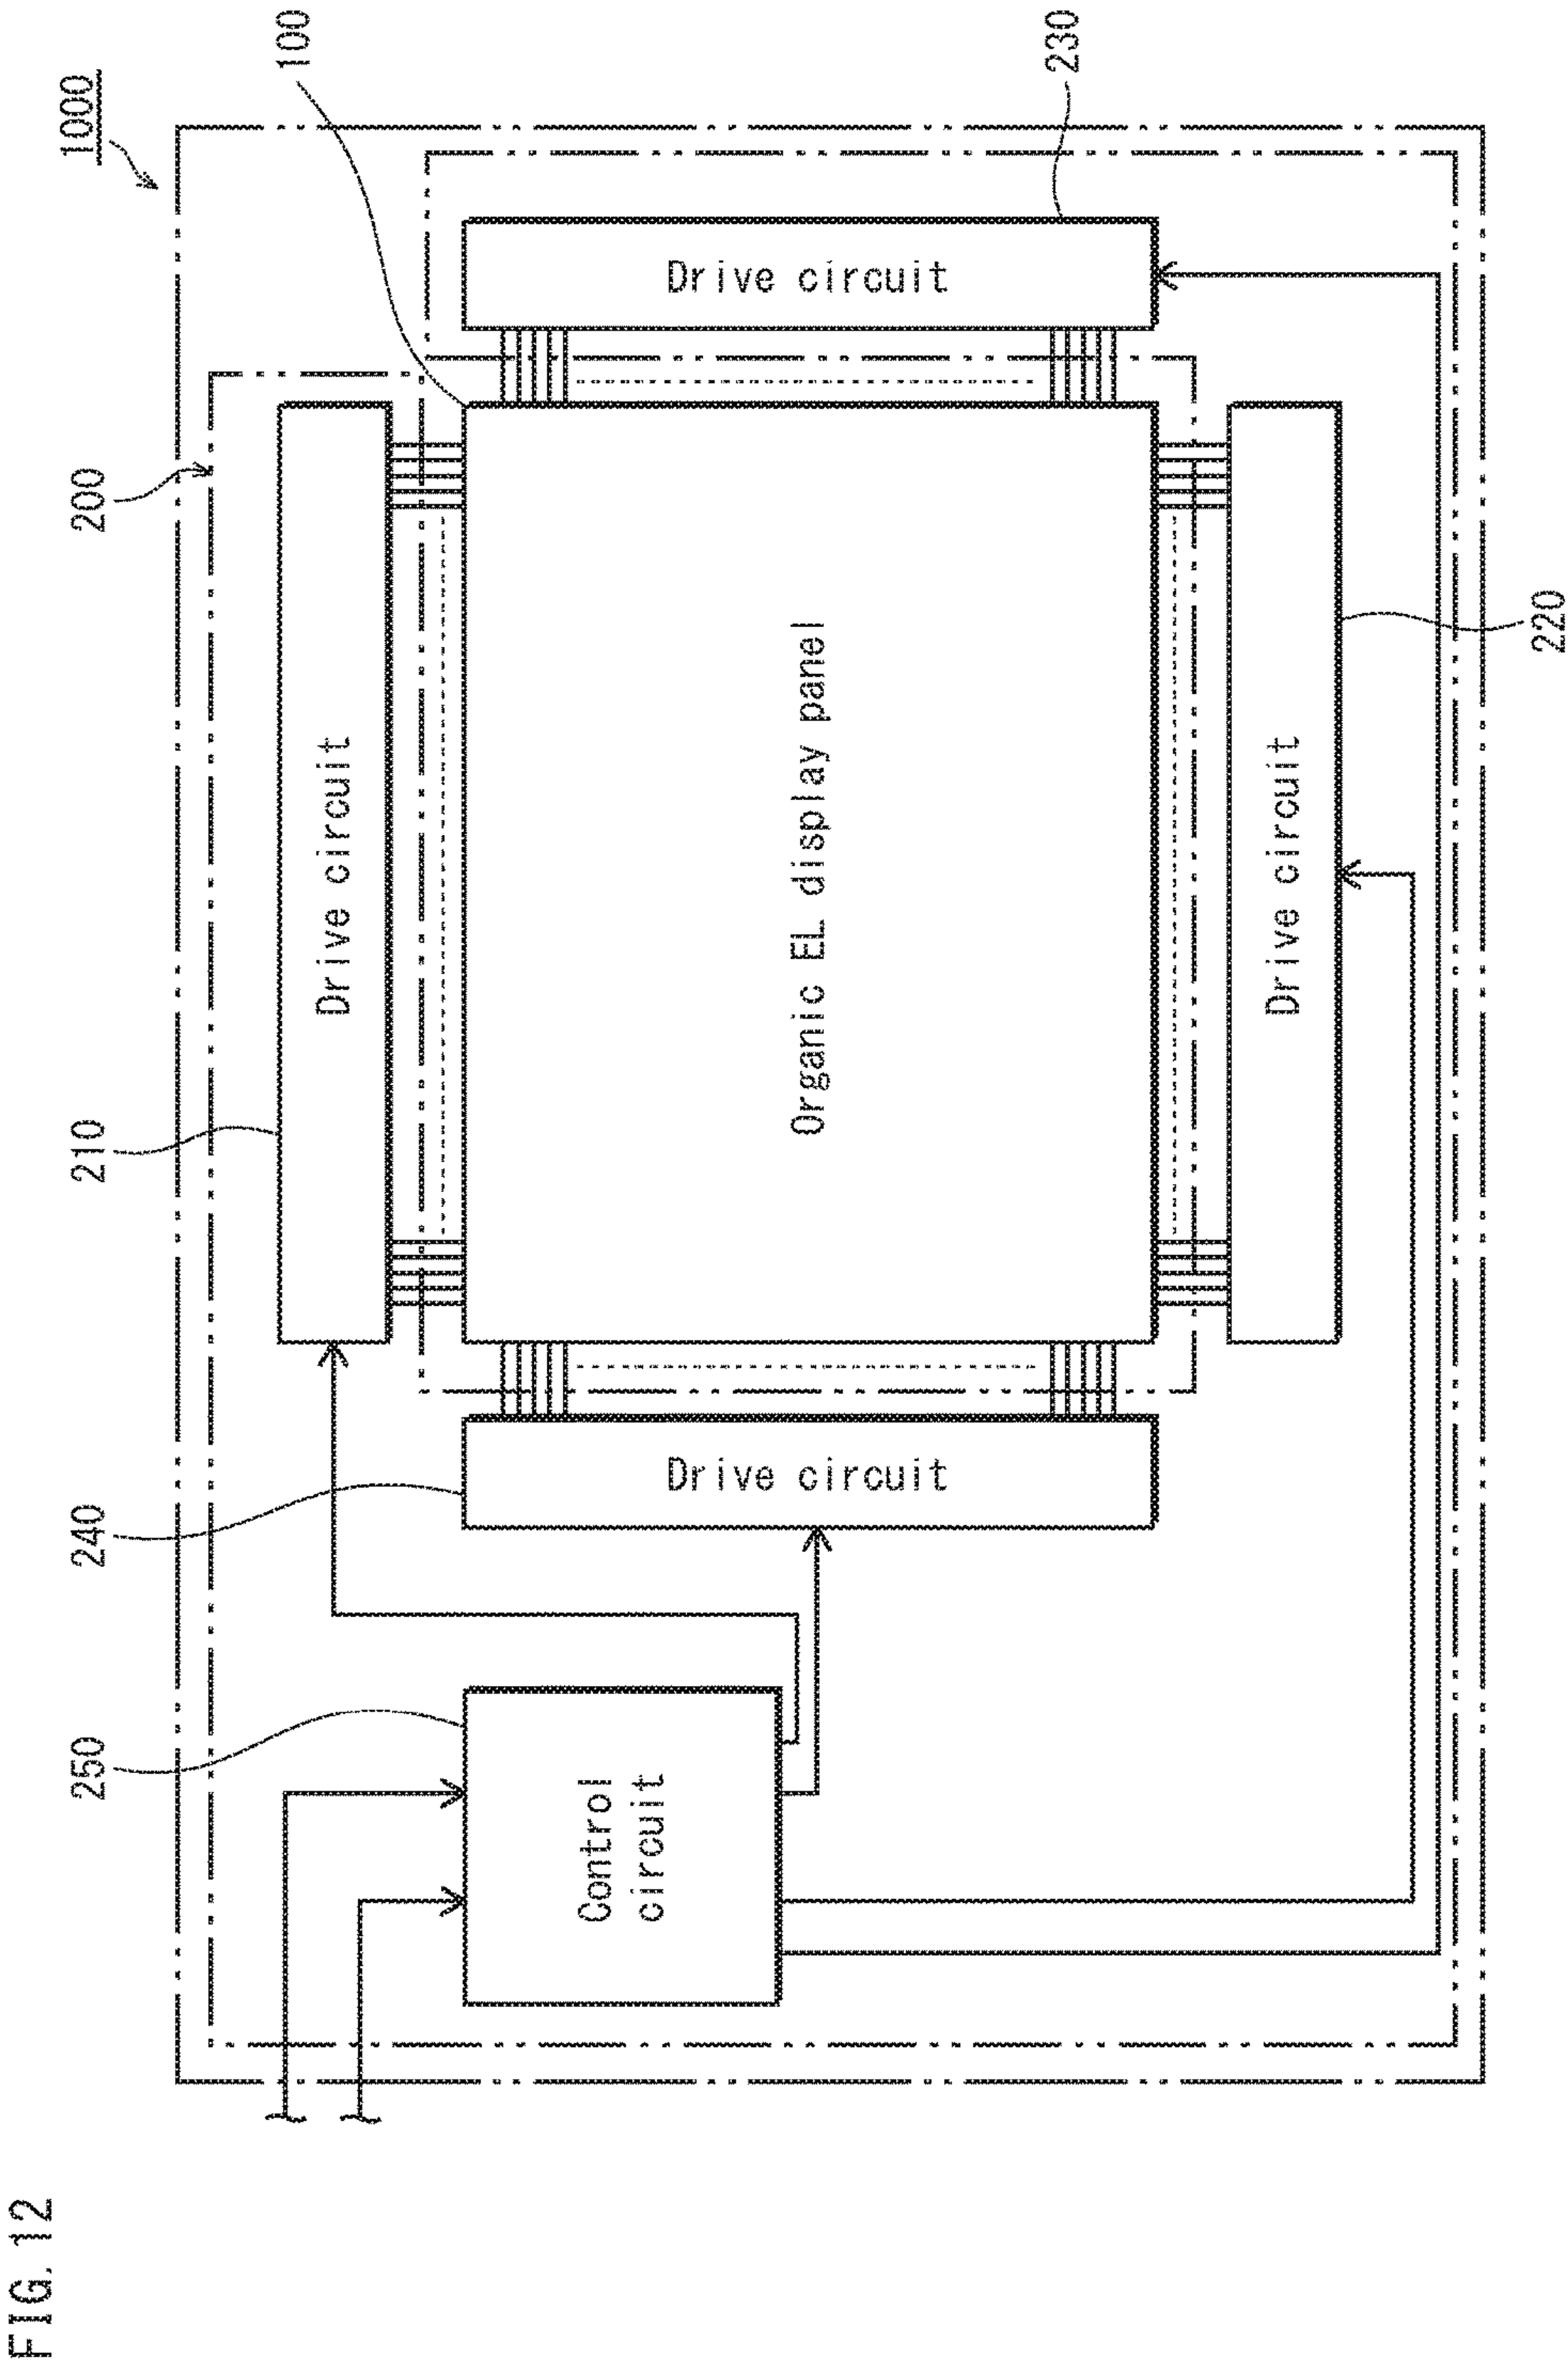 FIG. 12
1000
200
100
210
Drive circuit
240
Drive circuit
Organic EL display panel
Drive circuit
230
250
Control
circuit
Drive circuit
220